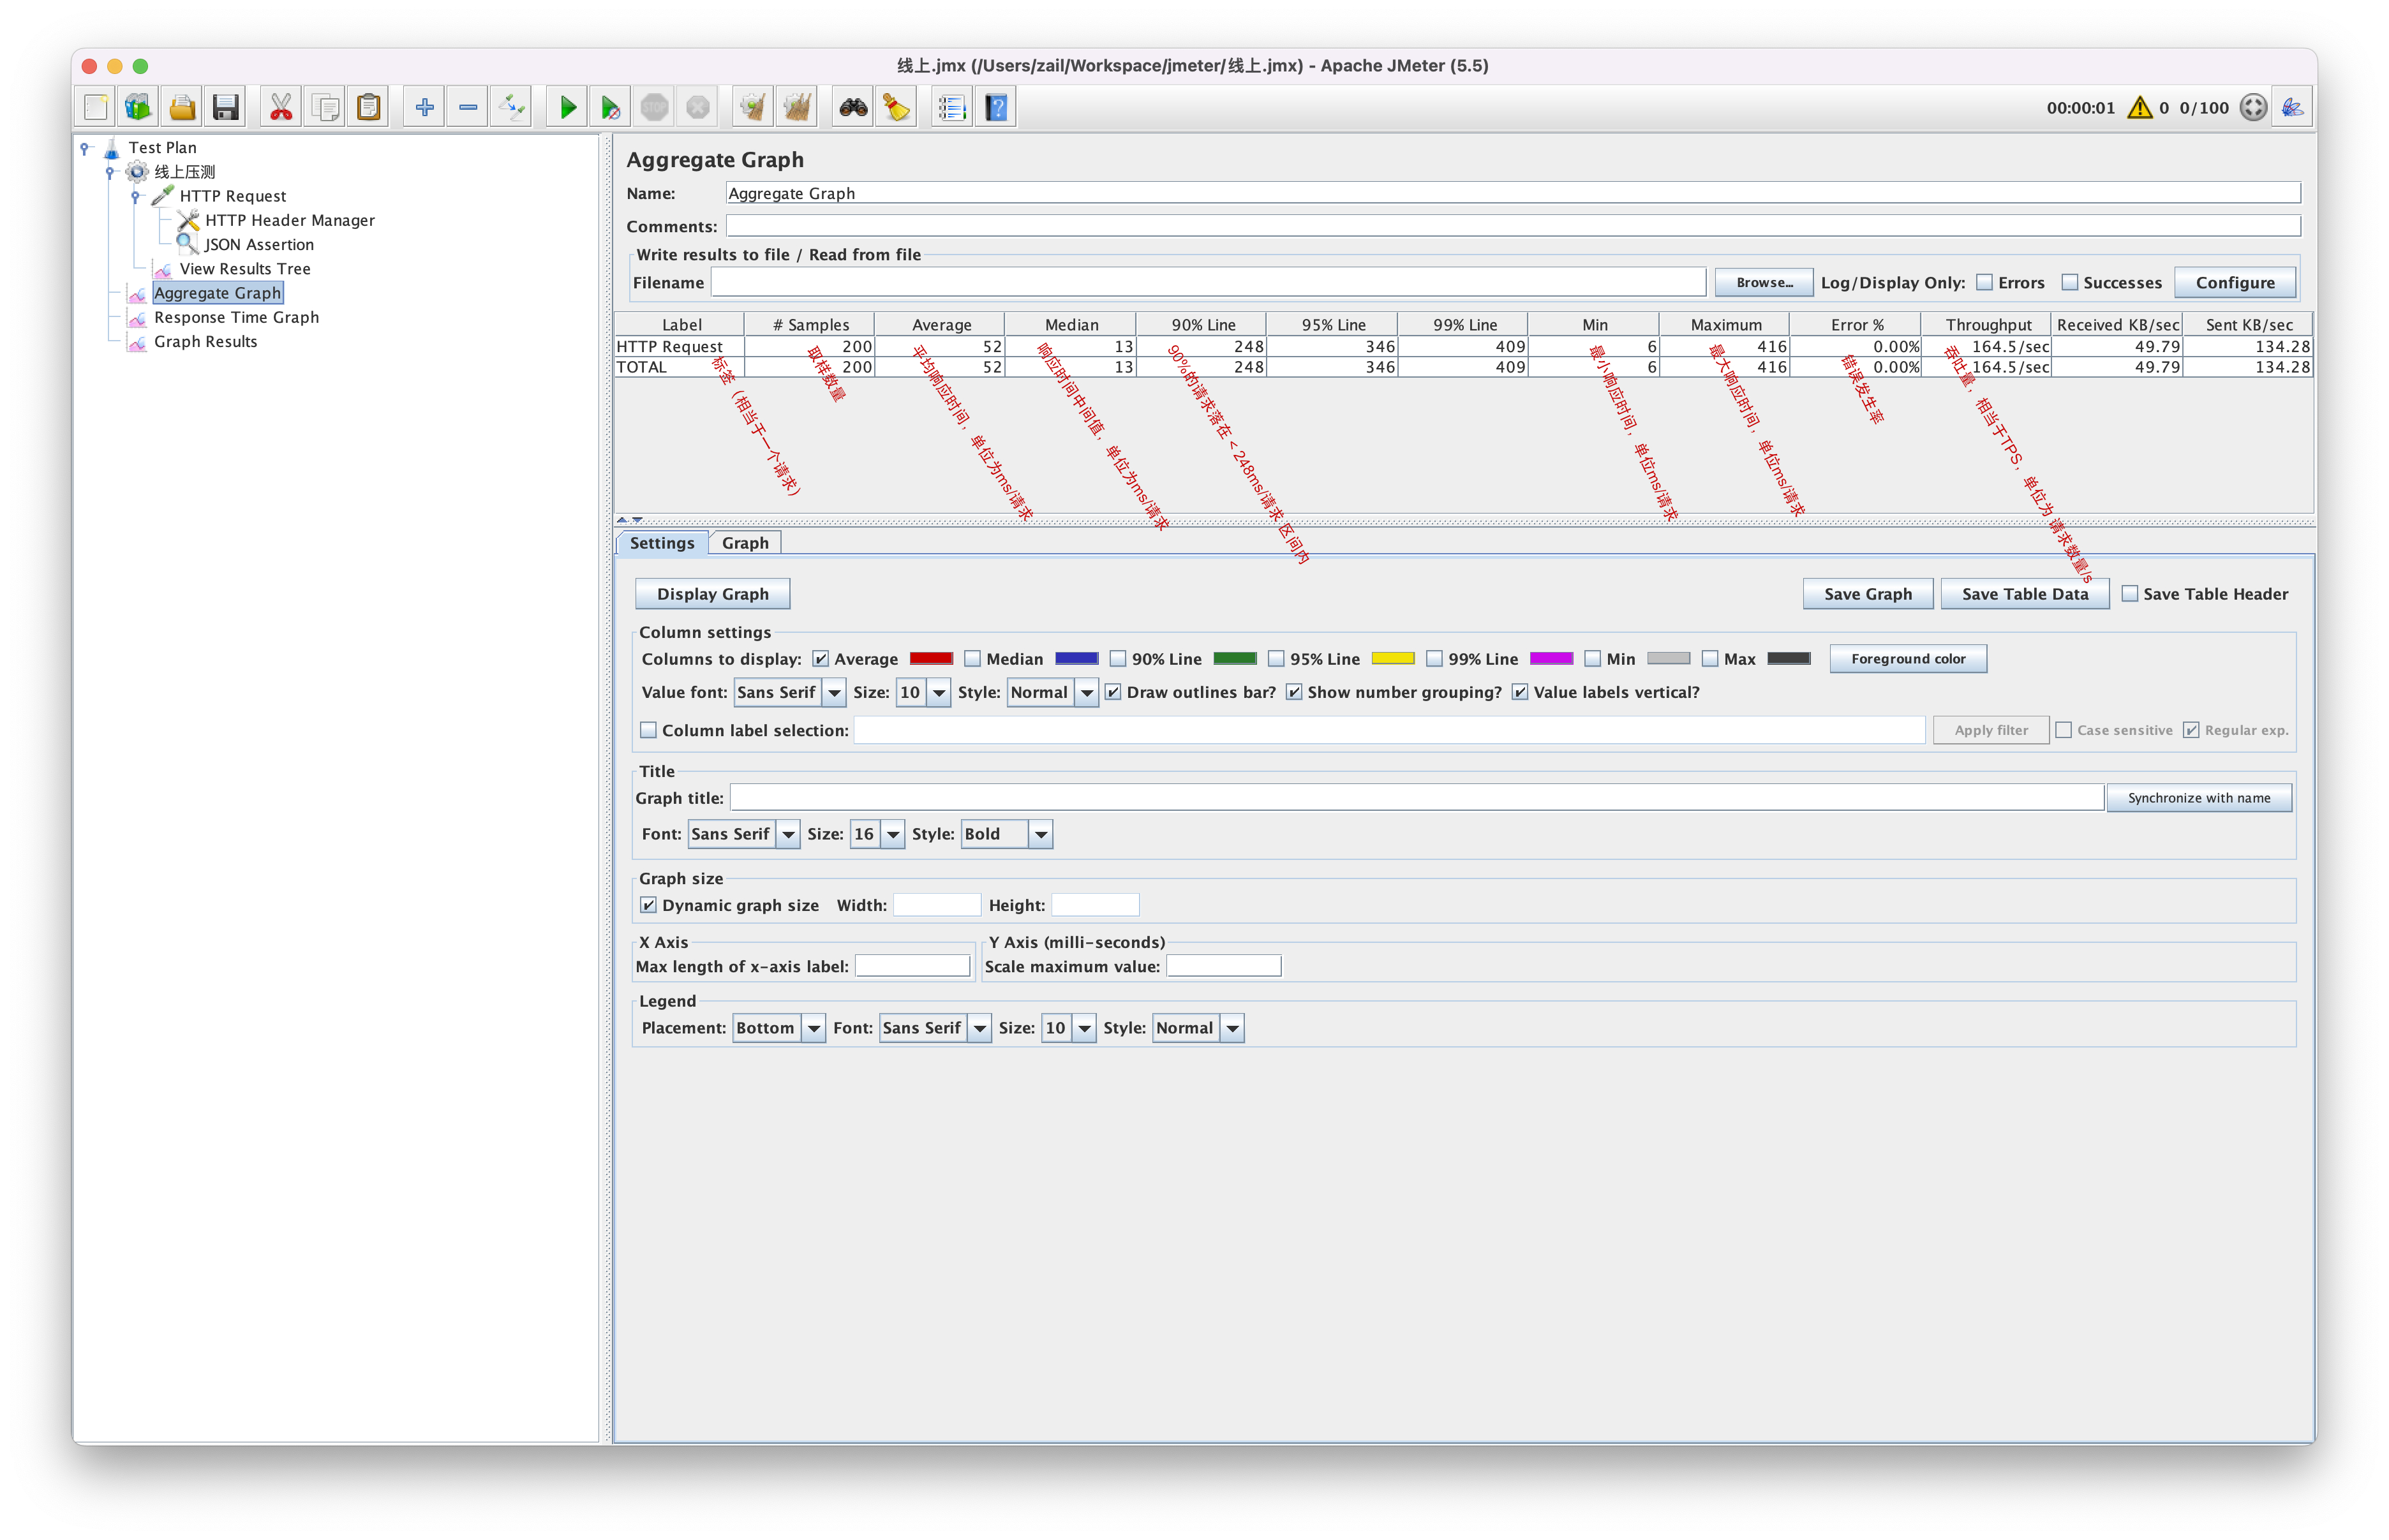 线上.jmx (/Users/zail/Workspace/jmeter/线上.jmx) - Apache JMeter (5.5)
STOP
00:00:01 0 0/100
Test Plan
线上压测
HTTP Request
HTTP Header Manager
JSON Assertion
View Results Tree
Aggregate Graph
Response Time Graph
Graph Results
Aggregate Graph
Name: Aggregate Graph
Comments:
Write results to file / Read from file
Filename Browse... Log/Display Only: Errors Successes Configure
Label # Samples Average Median 90% Line 95% Line 99% Line Min Maximum Error % Throughput Received KB/sec Sent KB/sec
HTTP Request 200 52 13 248 346 409 6 416 0.00% 164.5/sec 49.79 134.28
TOTAL 200 52 13 248 346 409 6 416 0.00% 164.5/sec 49.79 134.28
标签（相当于一个请求）
取样数量
平均响应时间，单位为ms/请求
响应时间中间值，单位为ms/请求
90%的请求落在 < 248ms/请求 区间内
最小响应时间，单位ms/请求
最大响应时间，单位ms/请求
错误发生率
吞吐量，相当于TPS，单位为 请求数量/s
Settings Graph
Display Graph Save Graph Save Table Data Save Table Header
Column settings
Columns to display: Average Median 90% Line 95% Line 99% Line Min Max Foreground color
Value font: Sans Serif Size: 10 Style: Normal Draw outlines bar? Show number grouping? Value labels vertical?
Column label selection: Apply filter Case sensitive Regular exp.
Title
Graph title: Synchronize with name
Font: Sans Serif Size: 16 Style: Bold
Graph size
Dynamic graph size Width: Height:
X Axis Y Axis (milli-seconds)
Max length of x-axis label: Scale maximum value:
Legend
Placement: Bottom Font: Sans Serif Size: 10 Style: Normal